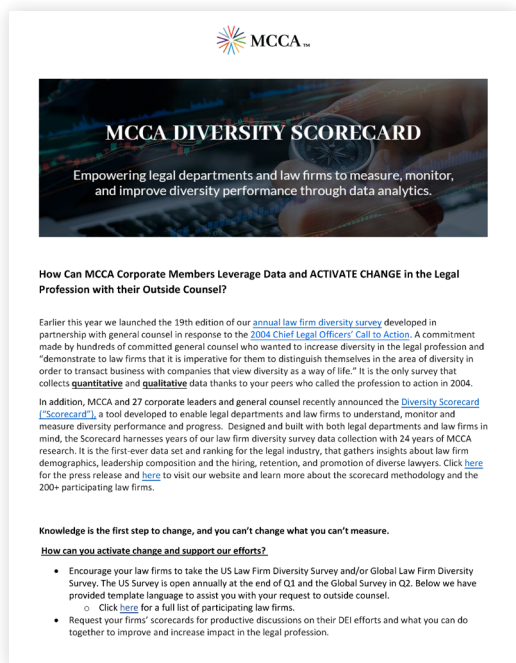 MCCA™
MCCA DIVERSITY SCORECARD
Empowering legal departments and law firms to measure, monitor,
and improve diversity performance through data analytics.
How Can MCCA Corporate Members Leverage Data and ACTIVATE CHANGE in the Legal
Profession with their Outside Counsel?
Earlier this year we launched the 19th edition of our annual law firm diversity survey developed in
partnership with general counsel in response to the 2004 Chief Legal Officers' Call to Action. A commitment
made by hundreds of committed general counsel who wanted to increase diversity in the legal profession and
"demonstrate to law firms that it is imperative for them to distinguish themselves in the area of diversity in
order to transact business with companies that view diversity as a way of life." It is the only survey that
collects quantitative and qualitative data thanks to your peers who called the profession to action in 2004.
In addition, MCCA and 27 corporate leaders and general counsel recently announced the Diversity Scorecard
("Scorecard"), a tool developed to enable legal departments and law firms to understand, monitor and
measure diversity performance and progress. Designed and built with both legal departments and law firms in
mind, the Scorecard harnesses years of our law firm diversity survey data collection with 24 years of MCCA
research. It is the first-ever data set and ranking for the legal industry, that gathers insights about law firm
demographics, leadership composition and the hiring, retention, and promotion of diverse lawyers. Click here
for the press release and here to visit our website and learn more about the scorecard methodology and the
200+ participating law firms.
Knowledge is the first step to change, and you can't change what you can't measure.
How can you activate change and support our efforts?
• Encourage your law firms to take the US Law Firm Diversity Survey and/or Global Law Firm Diversity
Survey. The US Survey is open annually at the end of Q1 and the Global Survey in Q2. Below we have
provided template language to assist you with your request to outside counsel.
o Click here for a full list of participating law firms.
• Request your firms' scorecards for productive discussions on their DEI efforts and what you can do
together to improve and increase impact in the legal profession.